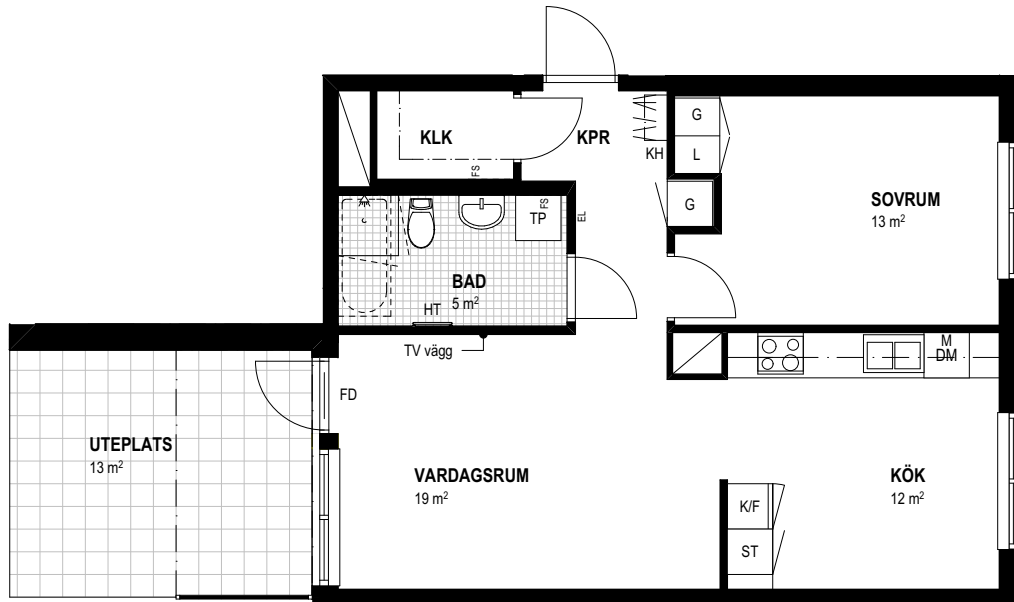 KLK
FS
KPR
KH
G
L
G
SOVRUM
13 m²
TP
FS
EL
BAD
5 m²
HT
TV vägg
FD
M
DM
UTEPLATS
13 m²
VARDAGSRUM
19 m²
KÖK
12 m²
K/F
ST